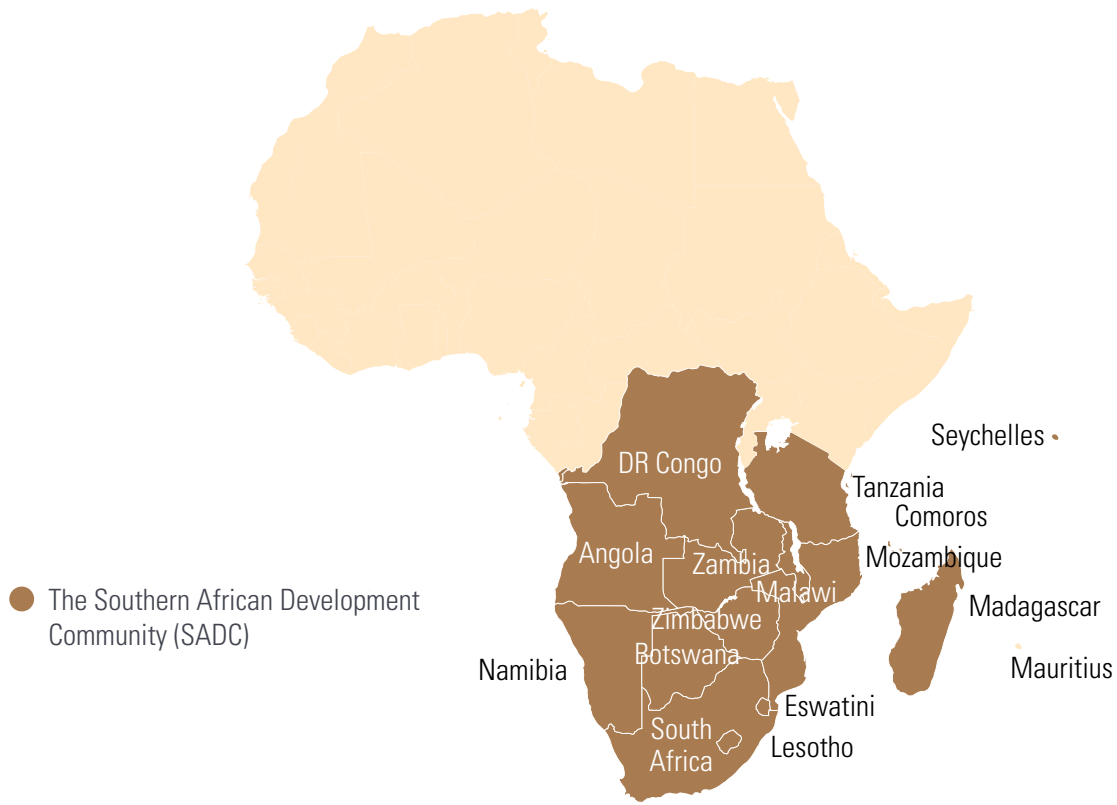 Seychelles
DR Congo
Tanzania
Comoros
Angola
Mozambique
Zambia
Malawi
The Southern African Development
Community (SADC)
Madagascar
Zimbabwe
Botswana
Namibia
Mauritius
Eswatini
South
Africa
Lesotho